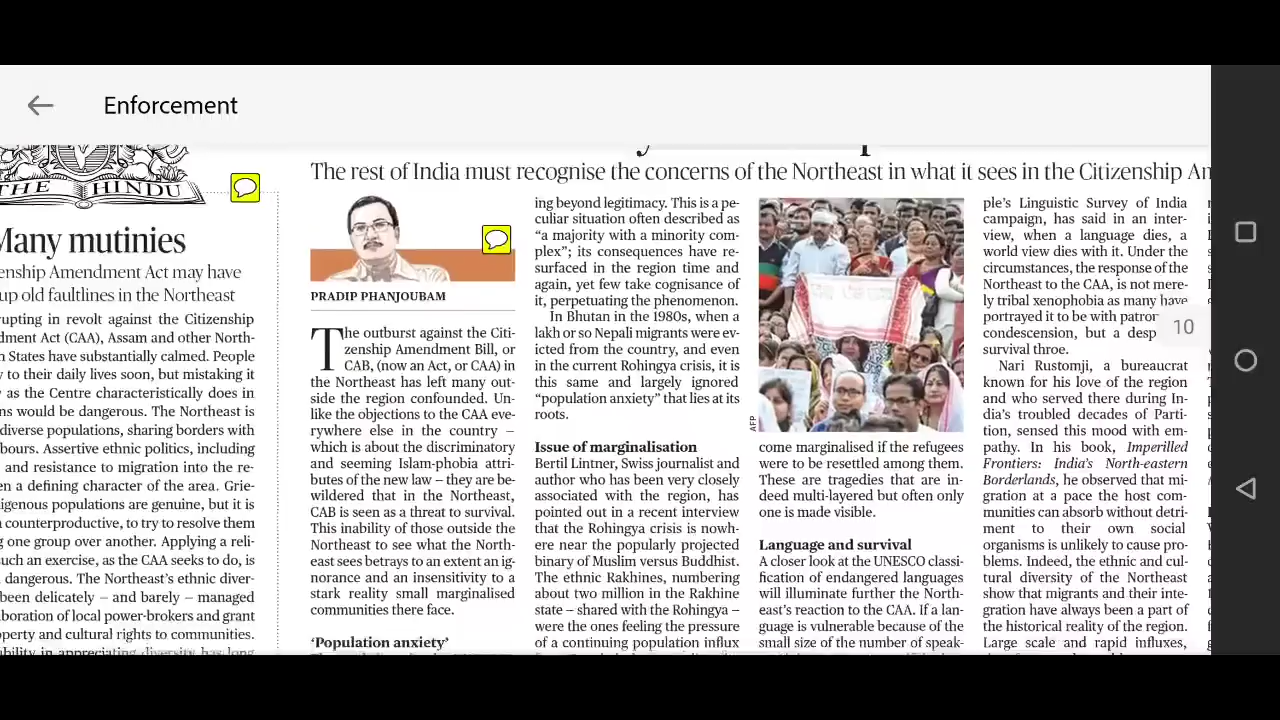 Enforcement
The rest of India must recognise the concerns of the Northeast in what it sees in the Citizenship
THE HINDU
Many mutinies
Amendment Act may have
up old faultlines in the Northeast
in revolt against the Citizenship
Act (CAA), Assam and other North-
States have substantially calmed. People
to their daily lives soon, but mistaking it
as the Centre characteristically does in
would be dangerous. The Northeast is
diverse populations, sharing borders with
Assertive ethnic politics, including
and resistance to migration into the re-
a defining character of the area. Grie-
populations are genuine, but it is
counterproductive, to try to resolve them
one group over another. Applying a reli-
such an exercise, as the CAA seeks to do, is
dangerous. The Northeast's ethnic diver-
been delicately – and barely – managed
of local power-brokers and grant
and cultural rights to communities.
in appreciating diversity has long
PRADIP PHANJOUBAM
The outburst against the Citi-
zenship Amendment Bill, or
CAB, (now an Act, or CAA) in
the Northeast has left many out-
side the region confounded. Un-
like the objections to the CAA eve-
rywhere else in the country –
which is about the discriminatory
and seeming Islam-phobia attri-
butes of the new law – they are be-
wildered that in the Northeast,
CAB is seen as a threat to survival.
This inability of those outside the
Northeast to see what the North-
east sees betrays to an extent an ig-
norance and an insensitivity to a
stark reality small marginalised
communities there face.
'Population anxiety'
ing beyond legitimacy. This is a pe-
culiar situation often described as
“a majority with a minority com-
plex”; its consequences have re-
surfaced in the region time and
again, yet few take cognisance of
it, perpetuating the phenomenon.
In Bhutan in the 1980s, when a
lakh or so Nepali migrants were ev-
icted from the country, and even
in the current Rohingya crisis, it is
this same and largely ignored
“population anxiety” that lies at its
roots.
Issue of marginalisation
Bertil Lintner, Swiss journalist and
author who has been very closely
associated with the region, has
pointed out in a recent interview
that the Rohingya crisis is nowh-
ere near the popularly projected
binary of Muslim versus Buddhist.
The ethnic Rakhines, numbering
about two million in the Rakhine
state – shared with the Rohingya –
were the ones feeling the pressure
of a continuing population influx
AFP
come marginalised if the refugees
were to be resettled among them.
These are tragedies that are in-
deed multi-layered but often only
one is made visible.
Language and survival
A closer look at the UNESCO classi-
fication of endangered languages
will illuminate further the North-
east's reaction to the CAA. If a lan-
guage is vulnerable because of the
small size of the number of speak-
ple's Linguistic Survey of India
campaign, has said in an inter-
view, when a language dies, a
world view dies with it. Under the
circumstances, the response of the
Northeast to the CAA, is not mere-
ly tribal xenophobia as many have
portrayed it to be with
condescension, but a
survival throe.
Nari Rustomji, a bureaucrat
known for his love of the region
and who served there during In-
dia's troubled decades of Parti-
tion, sensed this mood with em-
pathy. In his book, Imperilled
Frontiers: India's North-eastern
Borderlands, he observed that mi-
gration at a pace the host com-
munities can absorb without detri-
ment to their own social
organisms is unlikely to cause pro-
blems. Indeed, the ethnic and cul-
tural diversity of the Northeast
show that migrants and their inte-
gration have always been a part of
the historical reality of the region.
Large scale and rapid influxes,
10